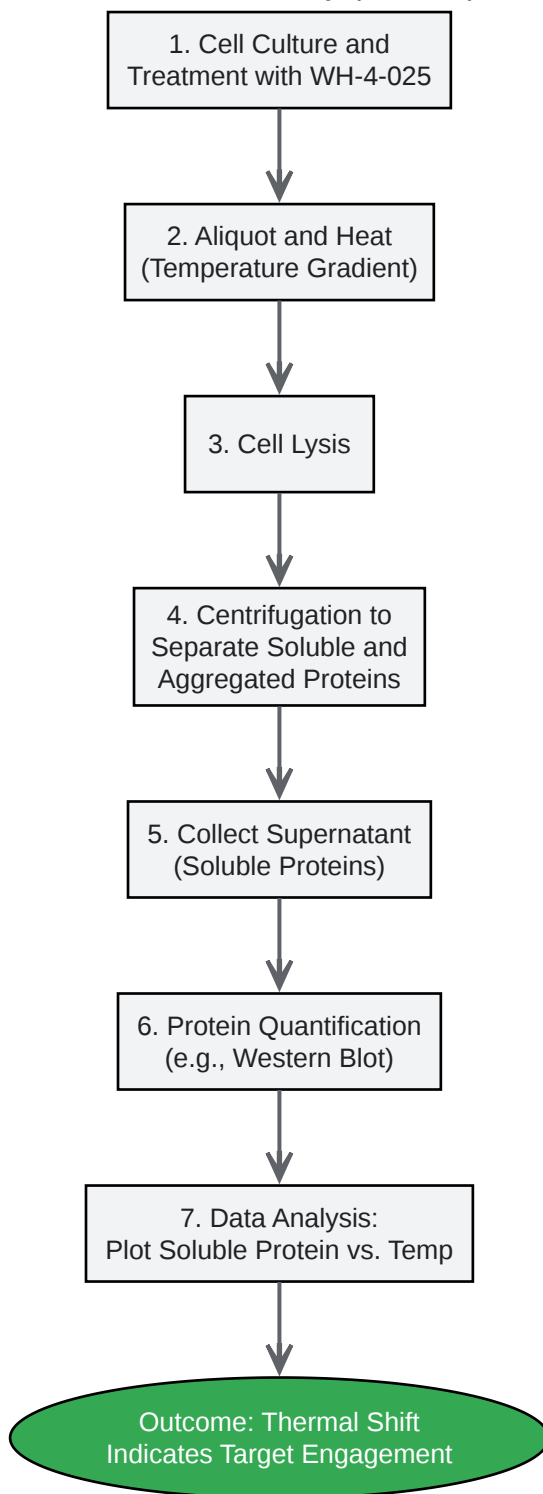 1. Cell Culture and
Treatment with WH-4-025
2. Aliquot and Heat
(Temperature Gradient)
3. Cell Lysis
4. Centrifugation to
Separate Soluble and
Aggregated Proteins
5. Collect Supernatant
(Soluble Proteins)
6. Protein Quantification
(e.g., Western Blot)
7. Data Analysis:
Plot Soluble Protein vs. Temp
Outcome: Thermal Shift
Indicates Target Engagement